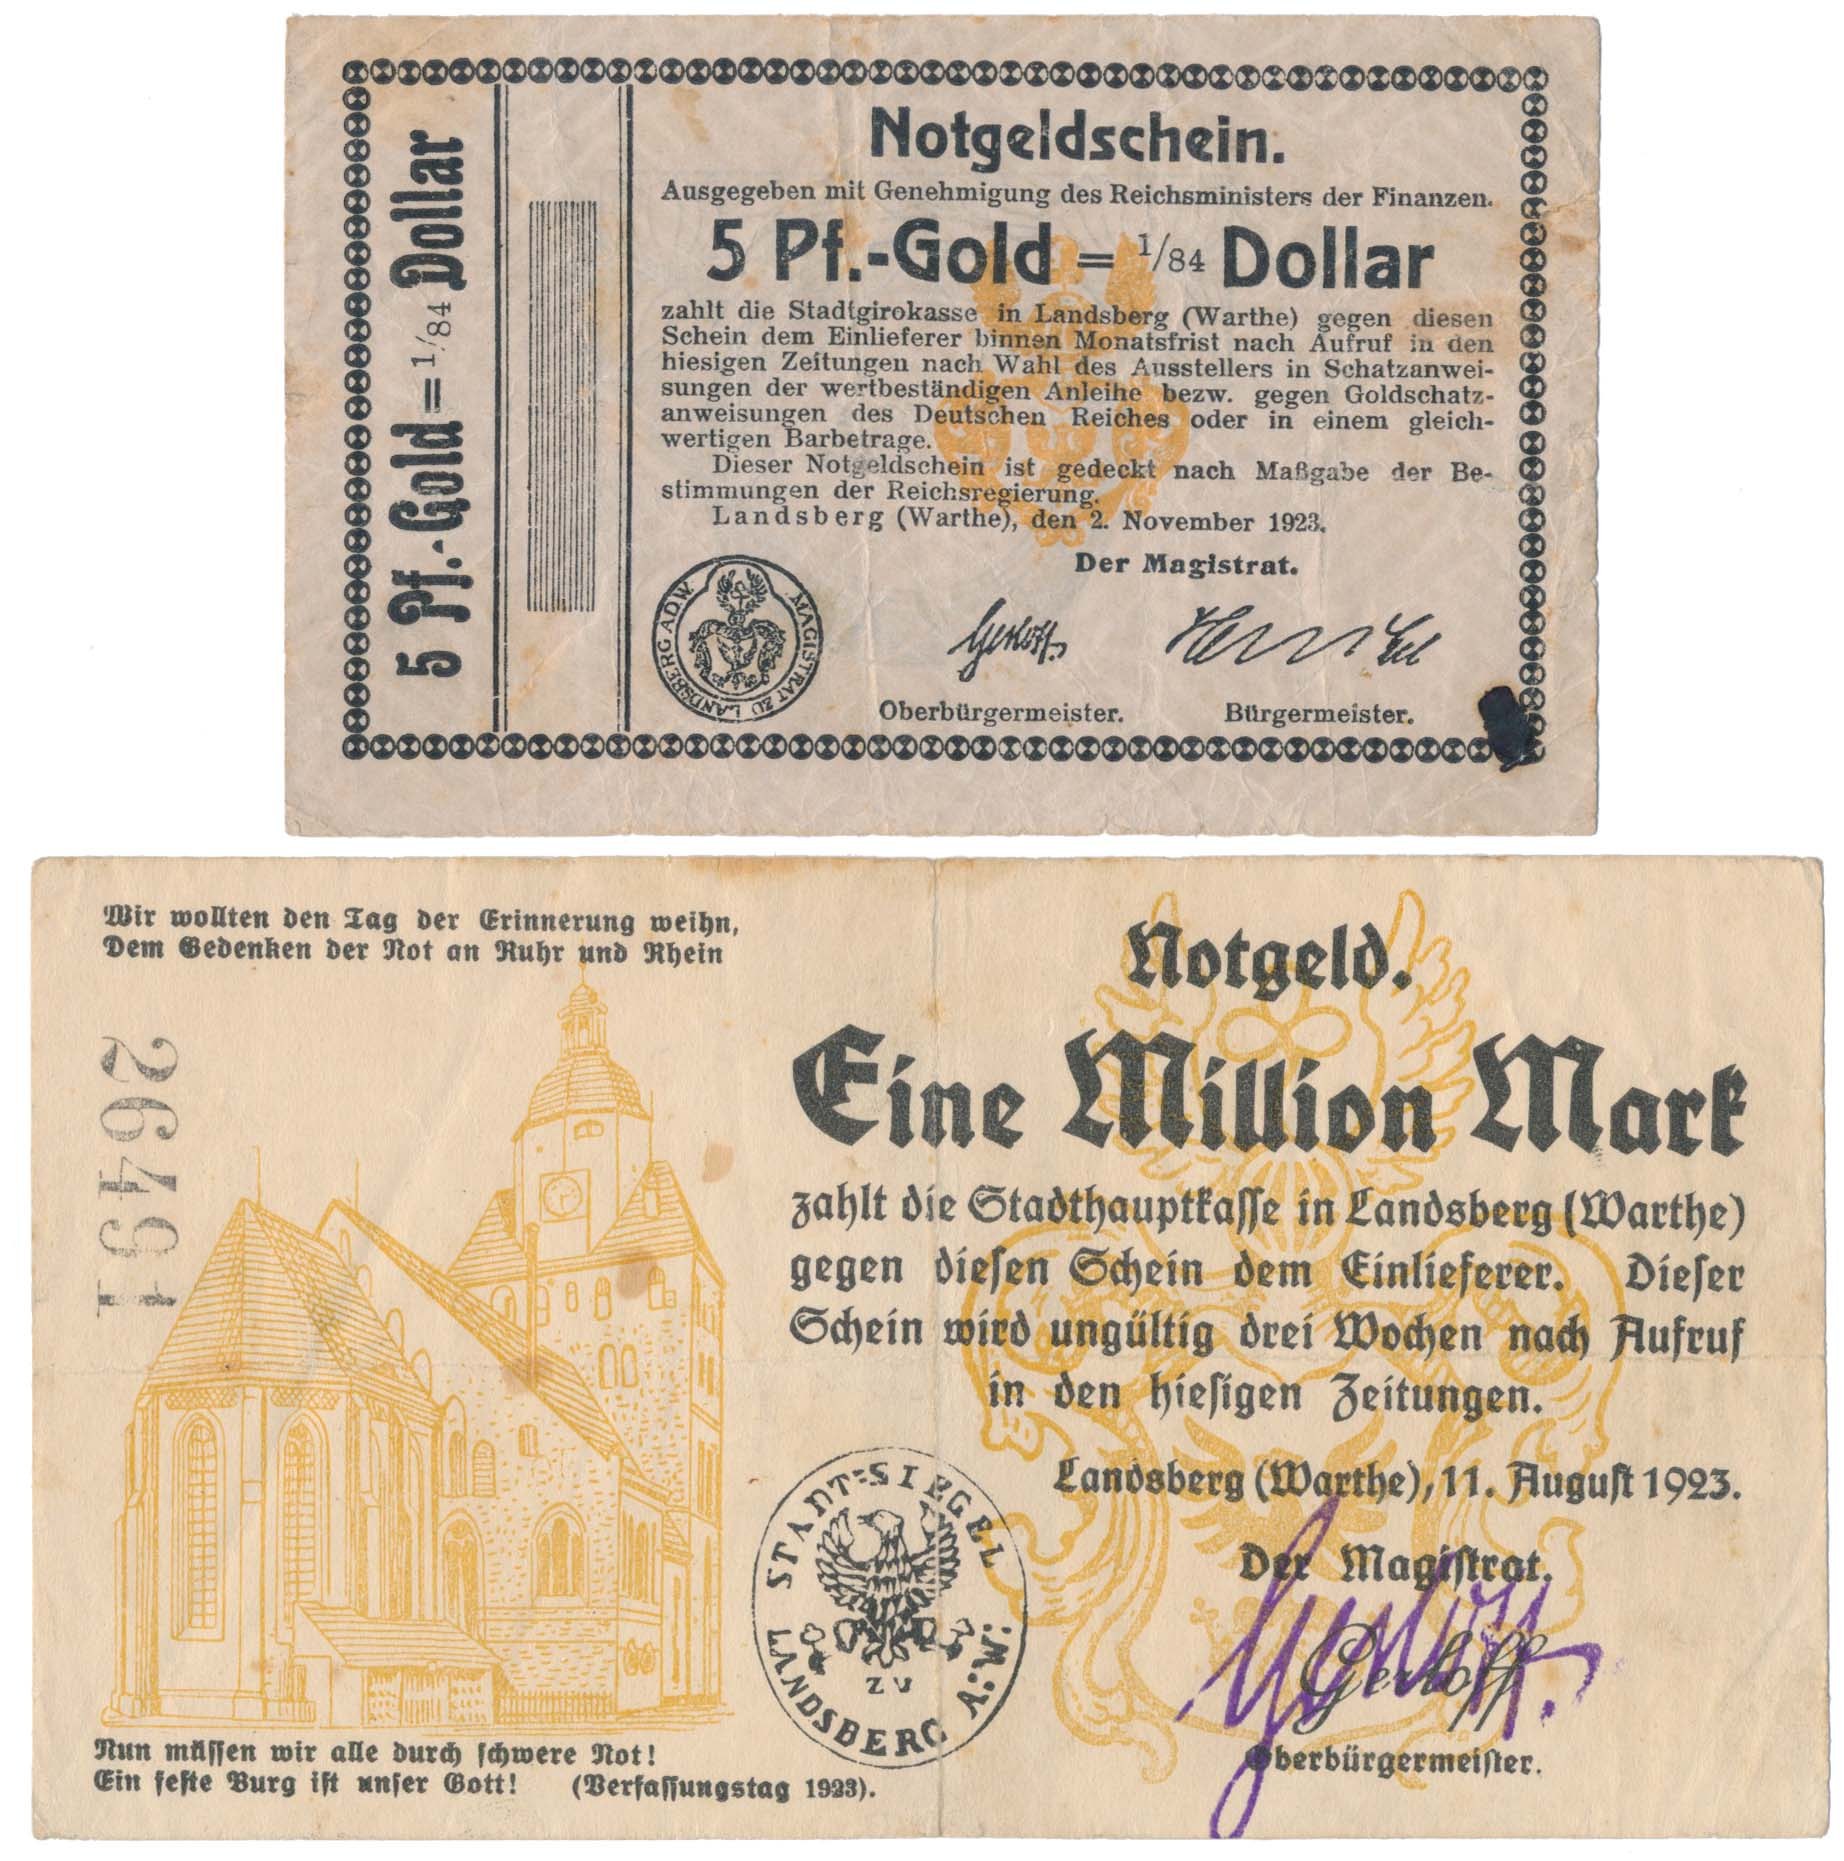 Notgeldschein.
Ausgegeben mit Genehmigung des Reichsministers der Finanzen.
5 Pf.-Gold = 1/84 Dollar
zahlt die Stadtgirokasse in Landsberg (Warthe) gegen diesen
Schein dem Einlieferer binnen Monatsfrist nach Aufruf in den
hiesigen Zeitungen nach Wahl des Ausstellers in Schatzanwei-
sungen der wertbeständigen Anleihe bezw. gegen Goldschatz-
anweisungen des Deutschen Reiches oder in einem gleich-
wertigen Barbetrage.
Dieser Notgeldschein ist gedeckt nach Maßgabe der Be-
stimmungen der Reichsregierung.
Landsberg (Warthe), den 2. November 1923.
Der Magistrat.
Gerloff.
Oberbürgermeister. Bürgermeister.
MAGISTRAT ZU LANDSBERG A.D.W.
5 Pf.-Gold = 1/84 Dollar
Wir wollten den Tag der Erinnerung weihn,
Dem Gedenken der Not an Ruhr und Rhein
26491
Nun müssen wir alle durch schwere Not!
Ein feste Burg ist unser Gott! (Verfassungstag 1923).
Notgeld.
Eine Million Mark
zahlt die Stadthauptkasse in Landsberg (Warthe)
gegen diesen Schein dem Einlieferer. Dieser
Schein wird ungültig drei Wochen nach Aufruf
in den hiesigen Zeitungen.
Landsberg (Warthe), 11. August 1923.
Der Magistrat.
Gerloff.
Gerloff
Oberbürgermeister.
STADT-SIEGEL
ZU
LANDSBERG A.W.